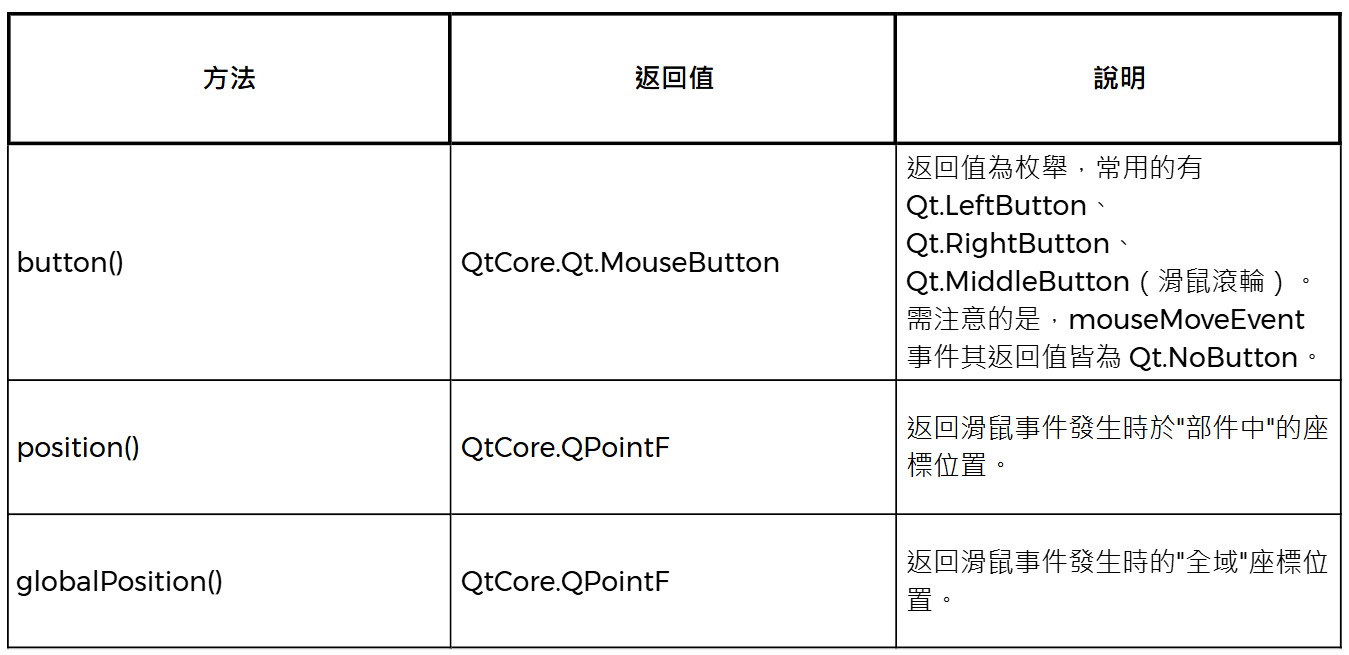 方法
返回值
說明
button()
QtCore.Qt.MouseButton
返回值為枚舉，常用的有
Qt.LeftButton、
Qt.RightButton、
Qt.MiddleButton（滑鼠滾輪）。
需注意的是，mouseMoveEvent
事件其返回值皆為 Qt.NoButton。
position()
QtCore.QPointF
返回滑鼠事件發生時於"部件中"的座
標位置。
globalPosition()
QtCore.QPointF
返回滑鼠事件發生時的"全域"座標位
置。